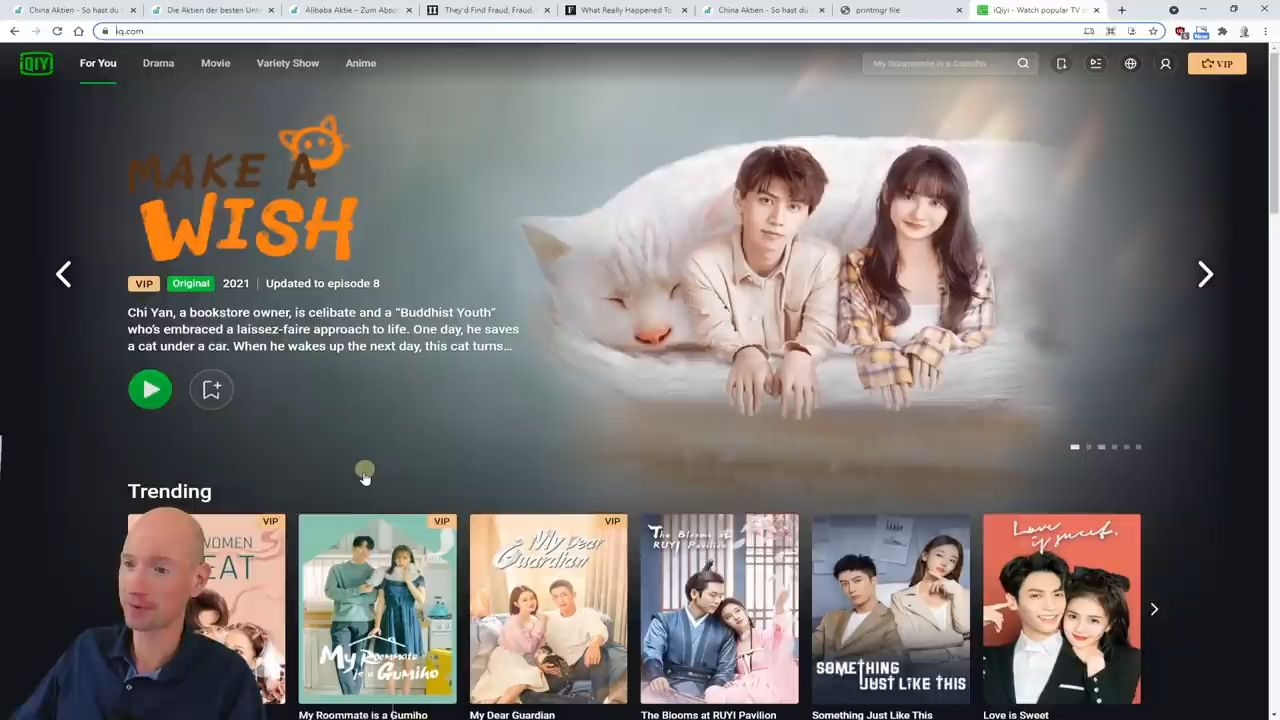 China Aktien - So hast du
Die Aktien der besten Unte
Alibaba Aktie – Zum Abso
They'd Find Fraud, Fraud,
What Really Happened To
China Aktien - So hast du
printmgr file
iQiyi - Watch popular TV s
iq.com
QIY
For You
Drama
Movie
Variety Show
Anime
My Roommate is a Gumiho
VIP
MAKE A
WISH
VIP
Original
2021
Updated to episode 8
Chi Yan, a bookstore owner, is celibate and a "Buddhist Youth"
who's embraced a laissez-faire approach to life. One day, he saves
a cat under a car. When he wakes up the next day, this cat turns...
Trending
VIP
WOMEN
EAT
VIP
My Roommate
is a Gumiho
VIP
My Dear
Guardian
The Blooms at
RUYI Pavilion
SOMETHING
JUST LIKE THIS
Love
is sweet.
My Roommate is a Gumiho
My Dear Guardian
The Blooms at RUYI Pavilion
Something Just Like This
Love is Sweet